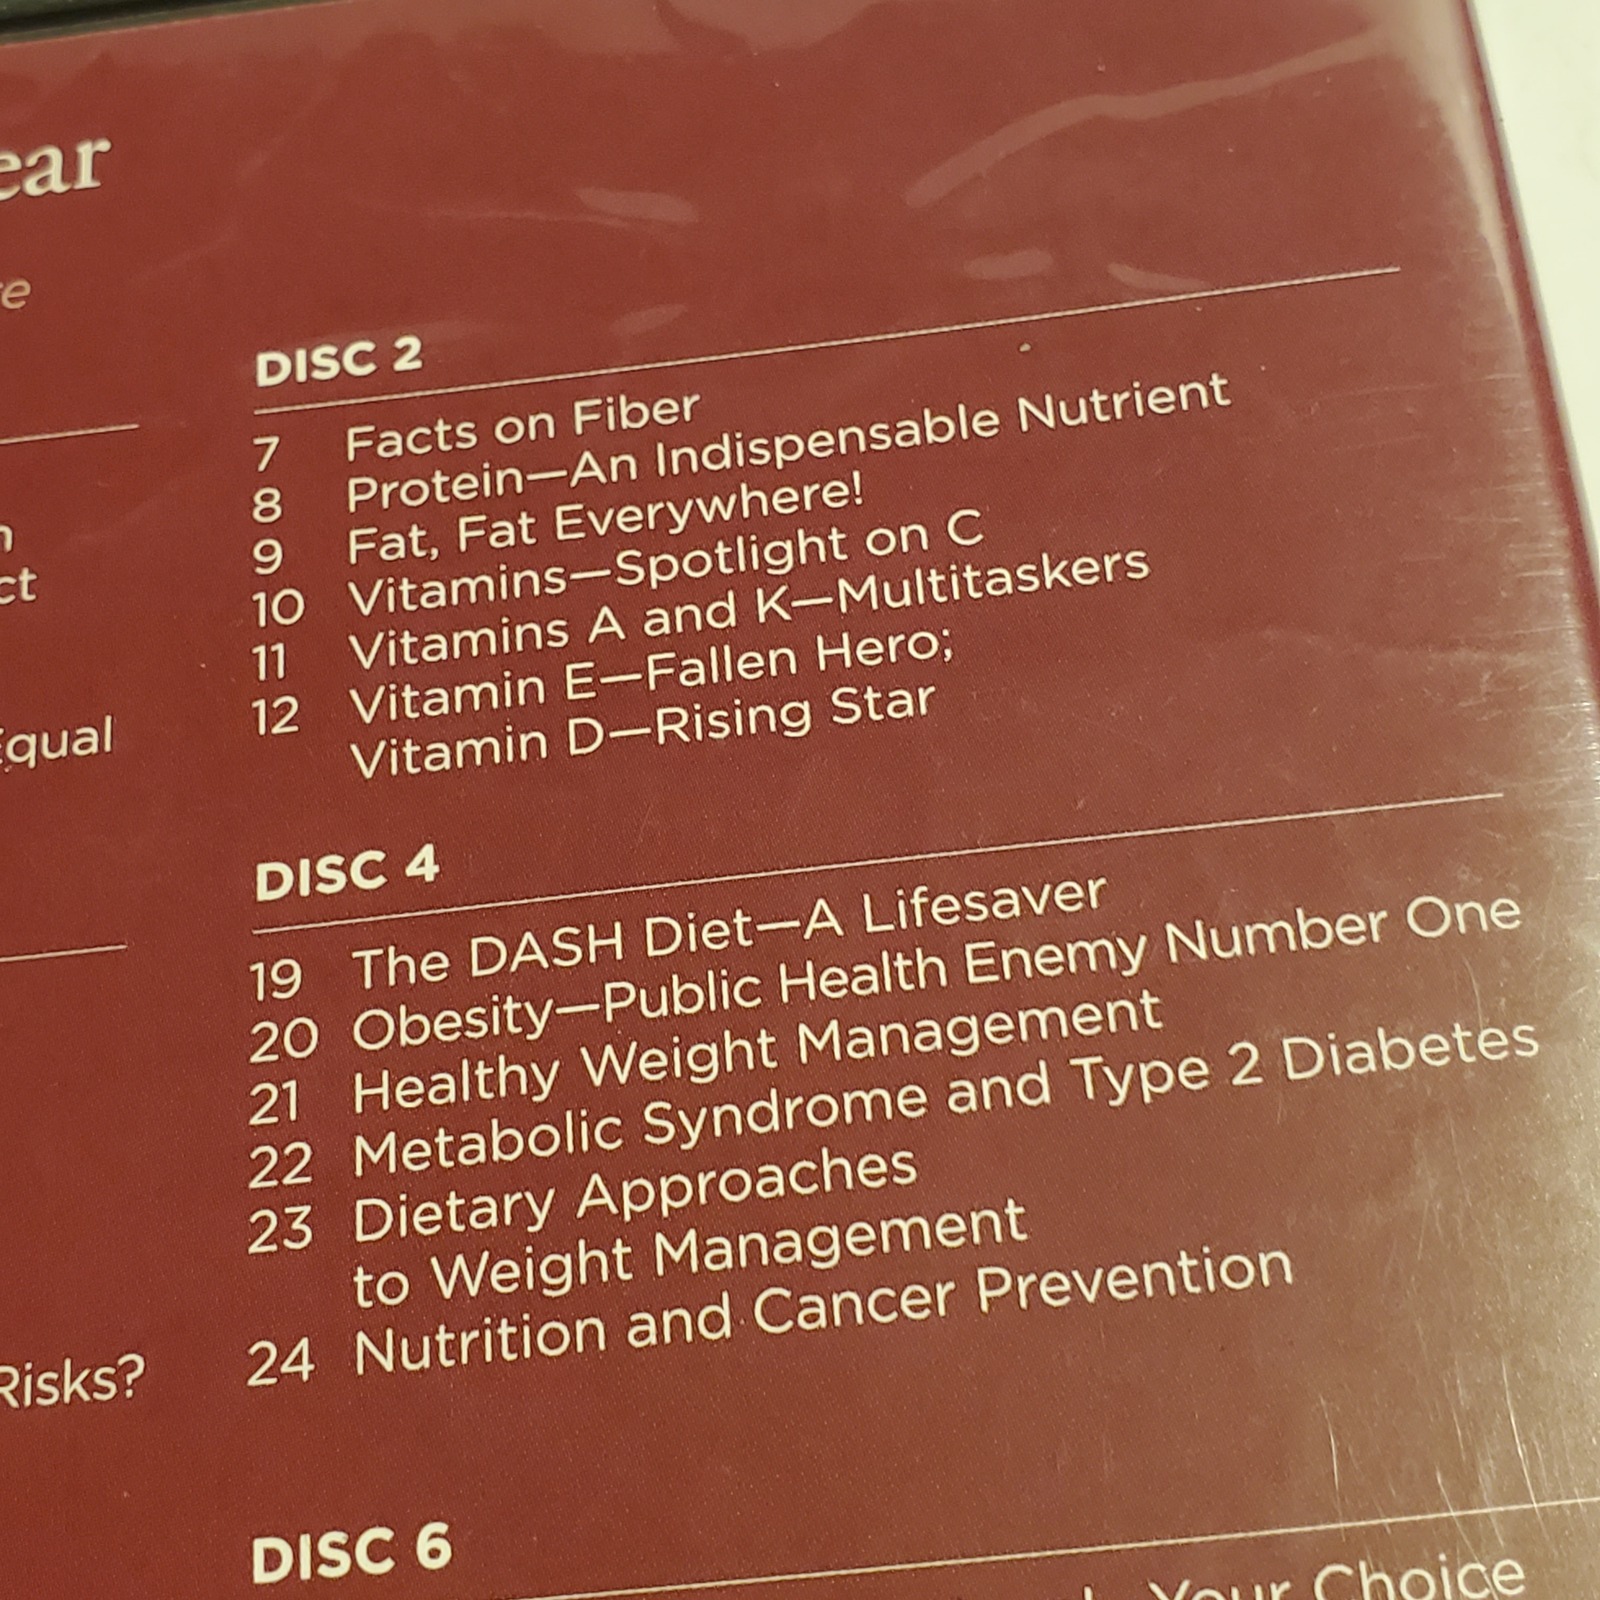 ear
re
n
ct
Equal
Risks?
DISC 2
7 Facts on Fiber
8 Protein—An Indispensable Nutrient
9 Fat, Fat Everywhere!
10 Vitamins—Spotlight on C
11 Vitamins A and K—Multitaskers
12 Vitamin E—Fallen Hero;
Vitamin D—Rising Star
DISC 4
19 The DASH Diet—A Lifesaver
20 Obesity—Public Health Enemy Number One
21 Healthy Weight Management
22 Metabolic Syndrome and Type 2 Diabetes
23 Dietary Approaches
to Weight Management
24 Nutrition and Cancer Prevention
DISC 6
Your Choice